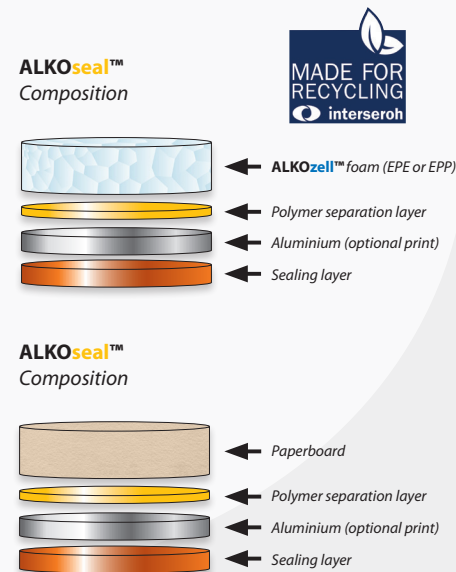 ALKOseal™
Composition
MADE FOR
RECYCLING
interseroh
ALKOzell™ foam (EPE or EPP)
Polymer separation layer
Aluminium (optional print)
Sealing layer
ALKOseal™
Composition
Paperboard
Polymer separation layer
Aluminium (optional print)
Sealing layer